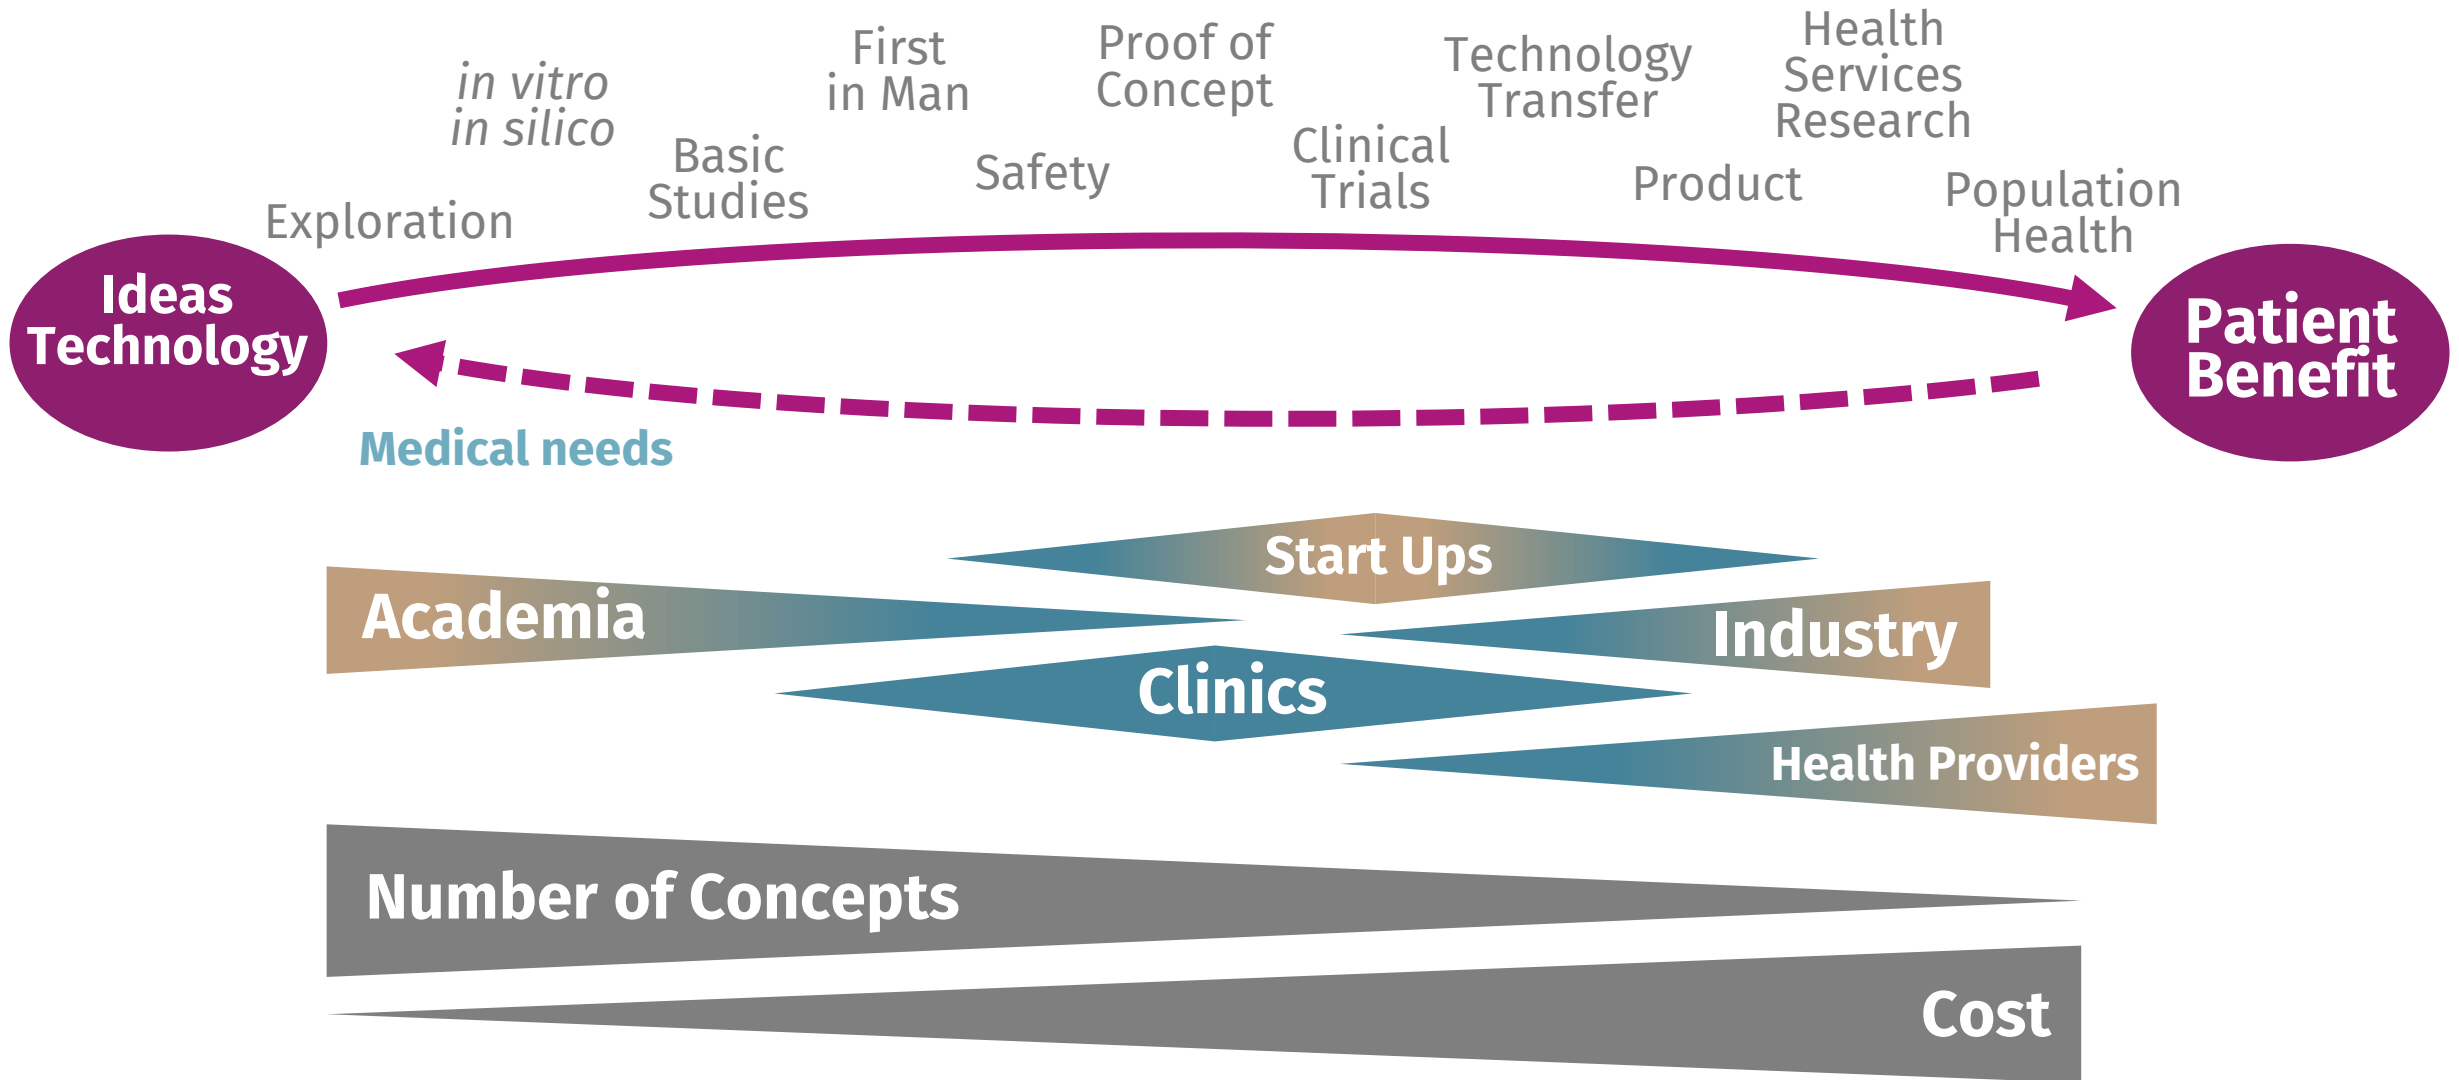 Exploration
in vitro
in silico
Basic
Studies
First
in Man
Safety
Proof of
Concept
Clinical
Trials
Technology
Transfer
Product
Health
Services
Research
Population
Health
Ideas
Technology
Patient
Benefit
Medical needs
Start Ups
Academia
Industry
Clinics
Health Providers
Number of Concepts
Cost